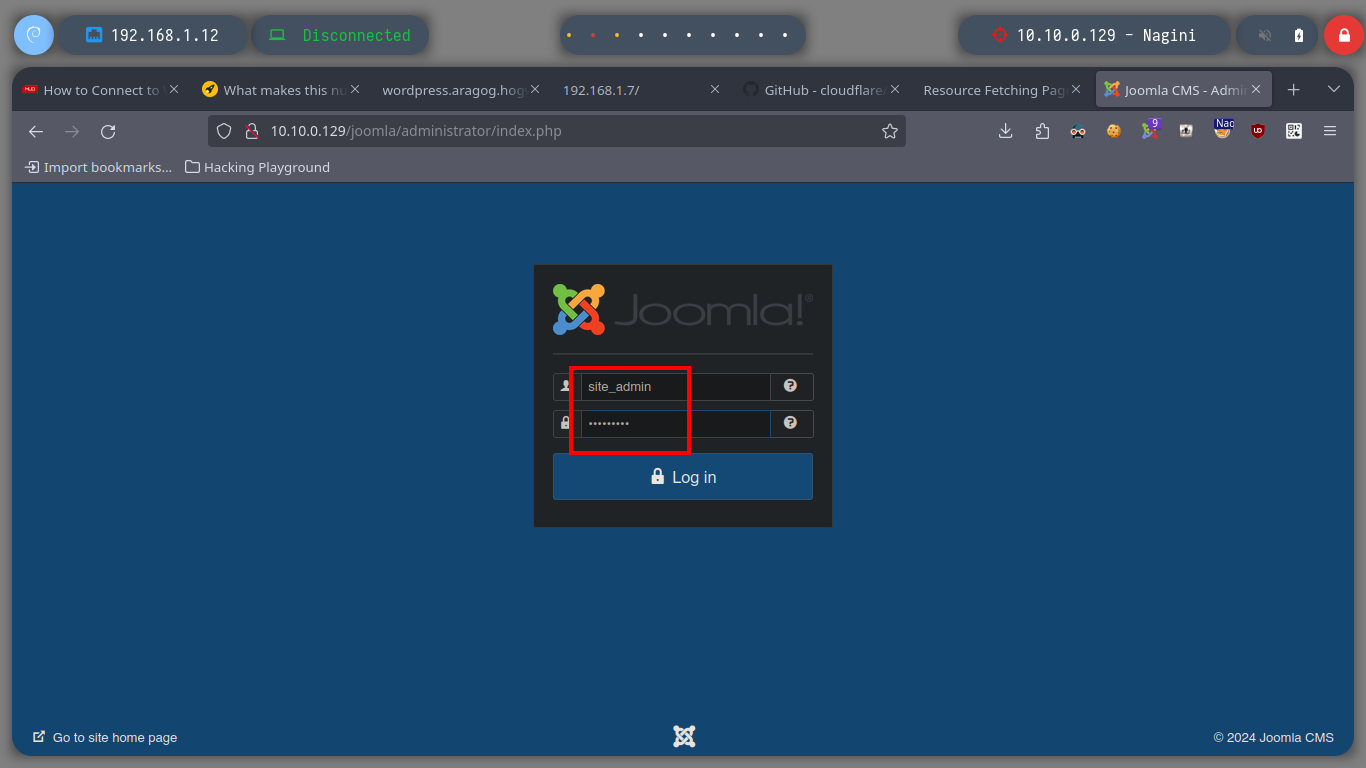 192.168.1.12 Disconnected 10.10.0.129 - Nagini
How to Connect to What makes this nu wordpress.aragog.hog 192.168.1.7/ GitHub - cloudflare/ Resource Fetching Pag Joomla CMS - Admi
10.10.0.129/joomla/administrator/index.php 9 UD
Import bookmarks... Hacking Playground
Joomla!®
site_admin
•••••••••
Log in
Go to site home page © 2024 Joomla CMS